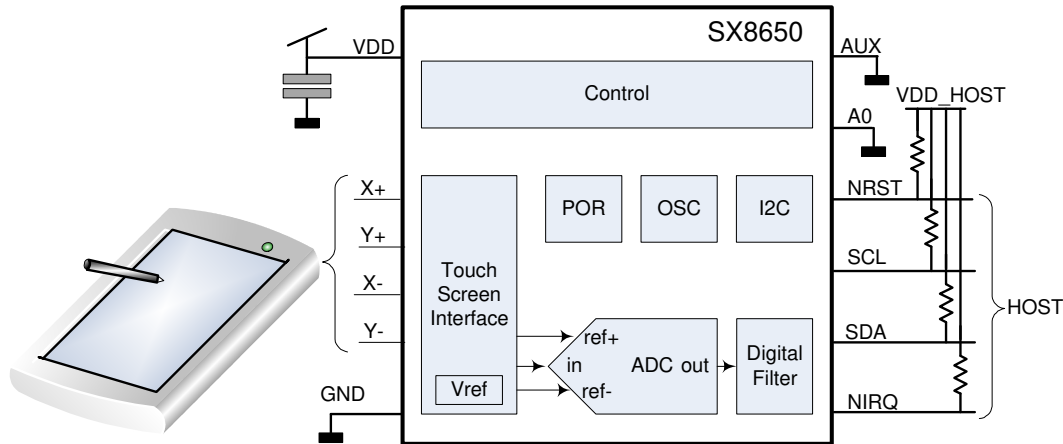 SX8650
VDD
AUX
Control
VDD_HOST
A0
X+
NRST
POR
OSC
I2C
Y+
Touch
Screen
Interface
SCL
X-
HOST
Y-
ref+
in
ADC out
ref-
Digital
Filter
SDA
Vref
GND
NIRQ